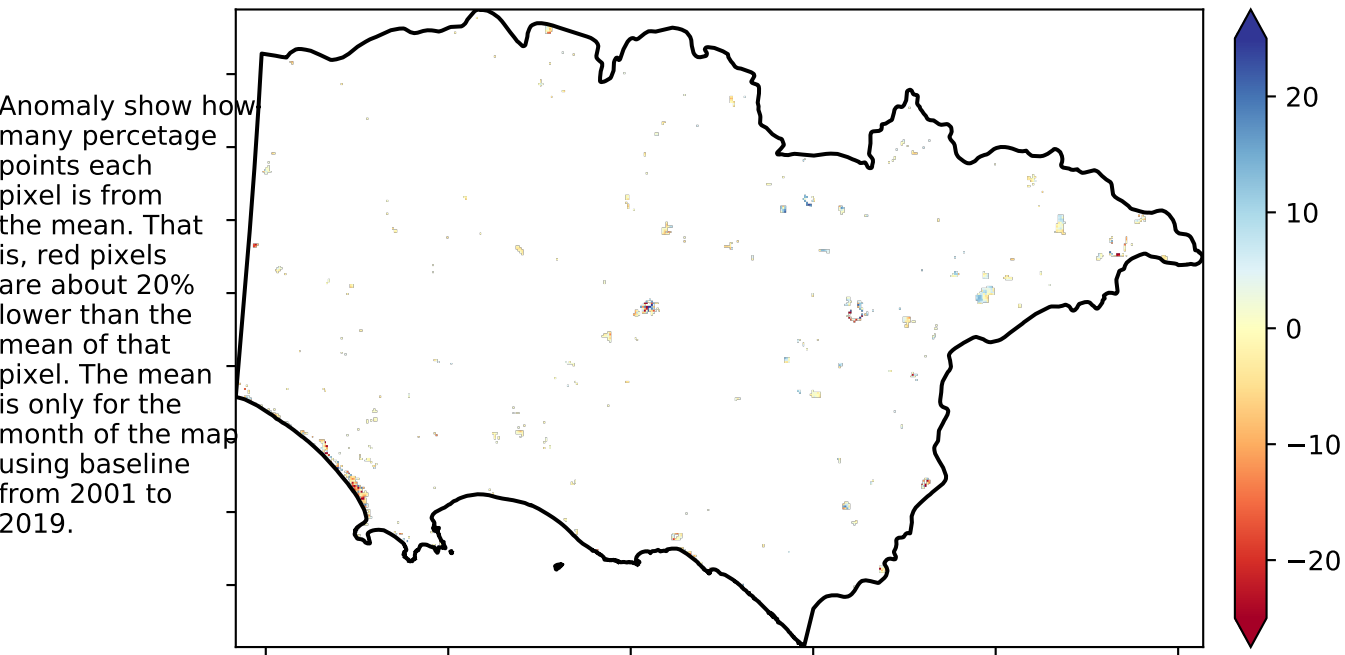 Anomaly show how
many percetage
points each
pixel is from
the mean. That
is, red pixels
are about 20%
lower than the
mean of that
pixel. The mean
is only for the
month of the map
using baseline
from 2001 to
2019.
20
10
0
−10
−20